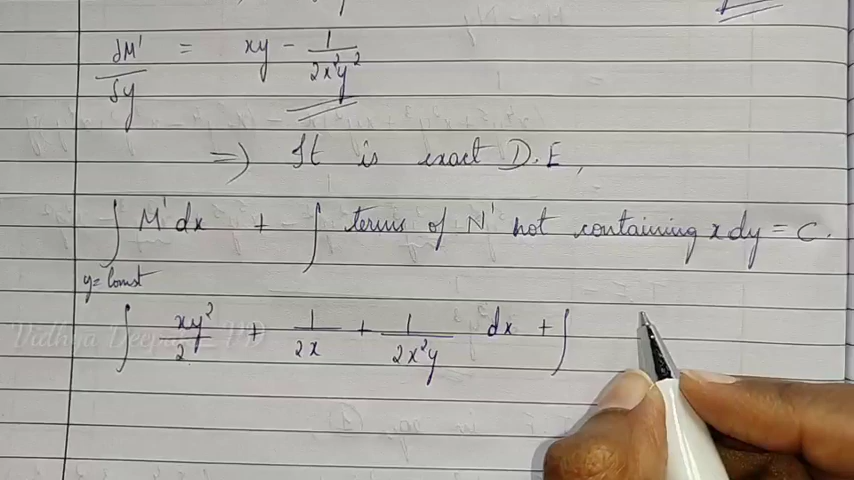 δM' / δy = xy - 1 / 2x²y²
⇒ It is exact D.E,
∫ M'dx + ∫ terms of N' not containing x dy = C.
y = const
∫ xy² / 2 + 1 / 2x + 1 / 2x²y dx + ∫